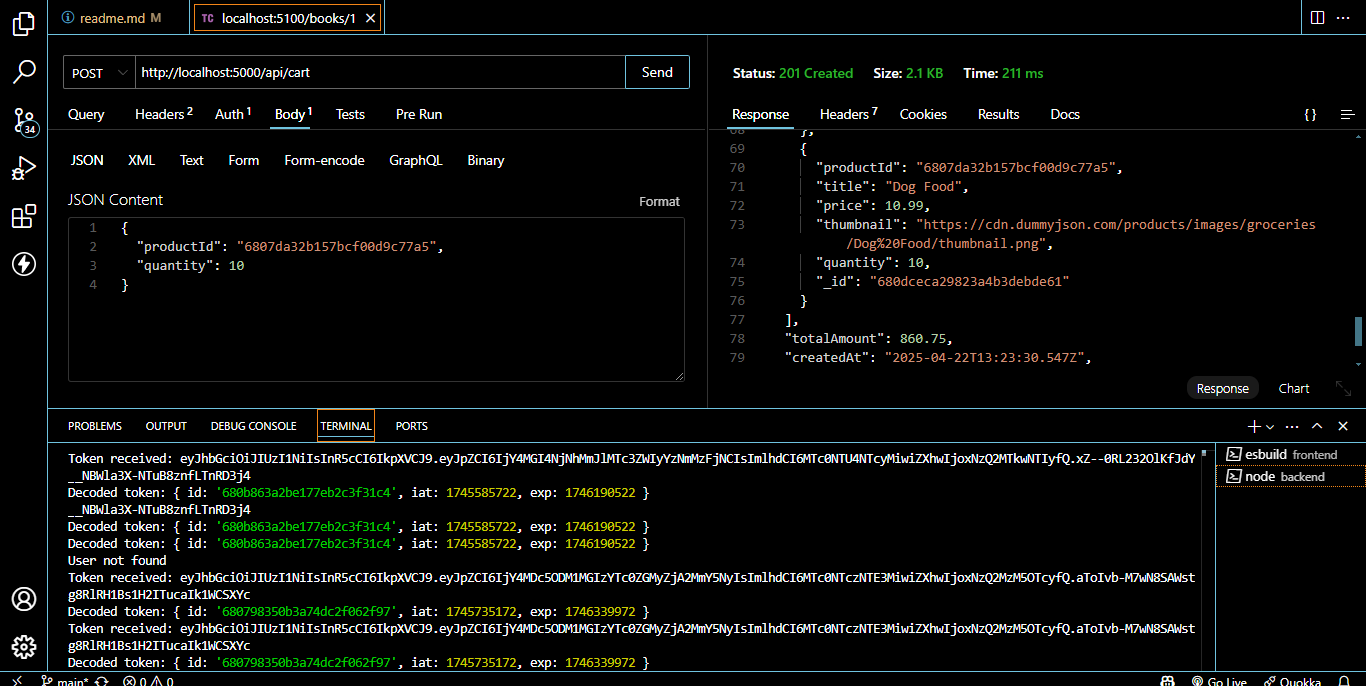 readme.md M
TC localhost:5100/books/1
POST http://localhost:5000/api/cart Send
Query Headers 2 Auth 1 Body 1 Tests Pre Run
JSON XML Text Form Form-encode GraphQL Binary
JSON Content Format
1 {
2 "productId": "6807da32b157bcf00d9c77a5",
3 "quantity": 10
4 }
Status: 201 Created Size: 2.1 KB Time: 211 ms
Response Headers 7 Cookies Results Docs {}
68 },
69 {
70 "productId": "6807da32b157bcf00d9c77a5",
71 "title": "Dog Food",
72 "price": 10.99,
73 "thumbnail": "https://cdn.dummyjson.com/products/images/groceries
/Dog%20Food/thumbnail.png",
74 "quantity": 10,
75 "_id": "680dceca29823a4b3debde61"
76 }
77 ],
78 "totalAmount": 860.75,
79 "createdAt": "2025-04-22T13:23:30.547Z",
Response Chart
34
PROBLEMS OUTPUT DEBUG CONSOLE TERMINAL PORTS
Token received: eyJhbGciOiJIUzI1NiIsInR5cCI6IkpXVCJ9.eyJpZCI6IjY4MGI4NjNhMmJlMTc3ZWIyYzNmMzFjNCIsImlhdCI6MTc0NTU4NTcyMiwiZXhwIjoxNzQ2MTkwNTIyfQ.xZ--0RL232OlKfJdY
__NBWla3X-NTuB8znfLTnRD3j4
Decoded token: { id: '680b863a2be177eb2c3f31c4', iat: 1745585722, exp: 1746190522 }
__NBWla3X-NTuB8znfLTnRD3j4
Decoded token: { id: '680b863a2be177eb2c3f31c4', iat: 1745585722, exp: 1746190522 }
Decoded token: { id: '680b863a2be177eb2c3f31c4', iat: 1745585722, exp: 1746190522 }
User not found
Token received: eyJhbGciOiJIUzI1NiIsInR5cCI6IkpXVCJ9.eyJpZCI6IjY4MDc5ODM1MGIzYTc0ZGMyZjA2MmY5NyIsImlhdCI6MTc0NTczNTE3MiwiZXhwIjoxNzQ2MzM5OTcyfQ.aToIvb-M7wN8SAWst
g8RlRH1Bs1H2ITucaIk1WCSXYc
Decoded token: { id: '680798350b3a74dc2f062f97', iat: 1745735172, exp: 1746339972 }
Token received: eyJhbGciOiJIUzI1NiIsInR5cCI6IkpXVCJ9.eyJpZCI6IjY4MDc5ODM1MGIzYTc0ZGMyZjA2MmY5NyIsImlhdCI6MTc0NTczNTE3MiwiZXhwIjoxNzQ2MzM5OTcyfQ.aToIvb-M7wN8SAWst
g8RlRH1Bs1H2ITucaIk1WCSXYc
Decoded token: { id: '680798350b3a74dc2f062f97', iat: 1745735172, exp: 1746339972 }
esbuild frontend
node backend
main* 0 0 Go Live Quokka